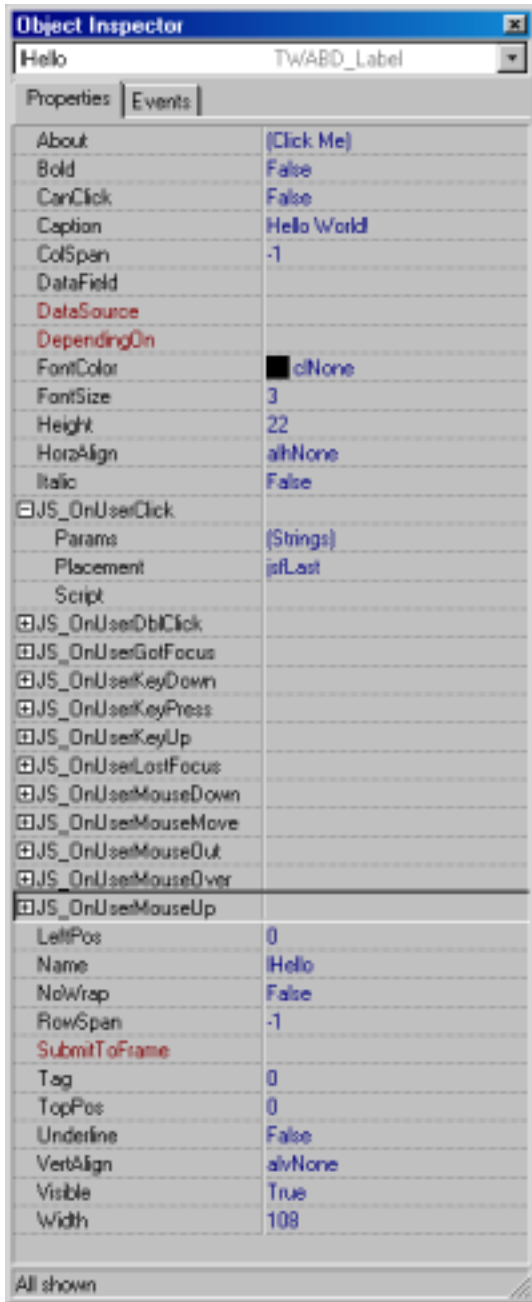 Object Inspector
lHello TWABD_Label
Properties Events
About (Click Me)
Bold False
CanClick False
Caption Hello World!
ColSpan -1
DataField
DataSource
DependingOn
FontColor clNone
FontSize 3
Height 22
HorzAlign alhNone
Italic False
JS_OnUserClick
Params (Strings)
Placement jsfLast
Script
JS_OnUserDblClick
JS_OnUserGotFocus
JS_OnUserKeyDown
JS_OnUserKeyPress
JS_OnUserKeyUp
JS_OnUserLostFocus
JS_OnUserMouseDown
JS_OnUserMouseMove
JS_OnUserMouseOut
JS_OnUserMouseOver
JS_OnUserMouseUp
LeftPos 0
Name lHello
NoWrap False
RowSpan -1
SubmitToFrame
Tag 0
TopPos 0
Underline False
VertAlign alvNone
Visible True
Width 108
All shown